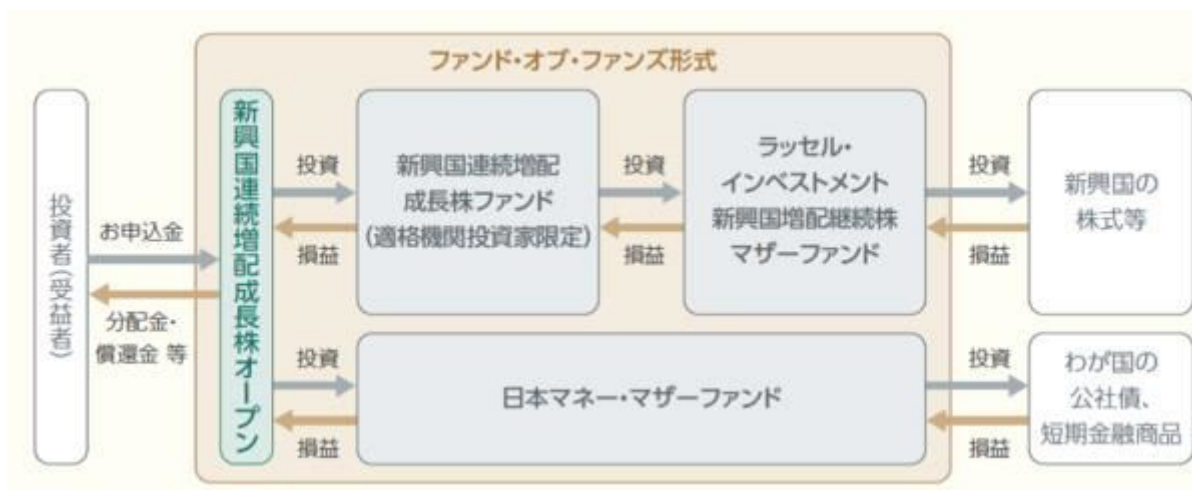 ファンド・オブ・ファンズ形式
投資者(受益者)
お申込金
分配金・
償還金 等
新興国連続増配成長株オープン
投資
損益
新興国連続増配
成長株ファンド
(適格機関投資家限定)
投資
損益
ラッセル・
インベストメント
新興国増配継続株
マザーファンド
投資
損益
新興国の
株式等
投資
損益
日本マネー・マザーファンド
投資
損益
わが国の
公社債、
短期金融商品